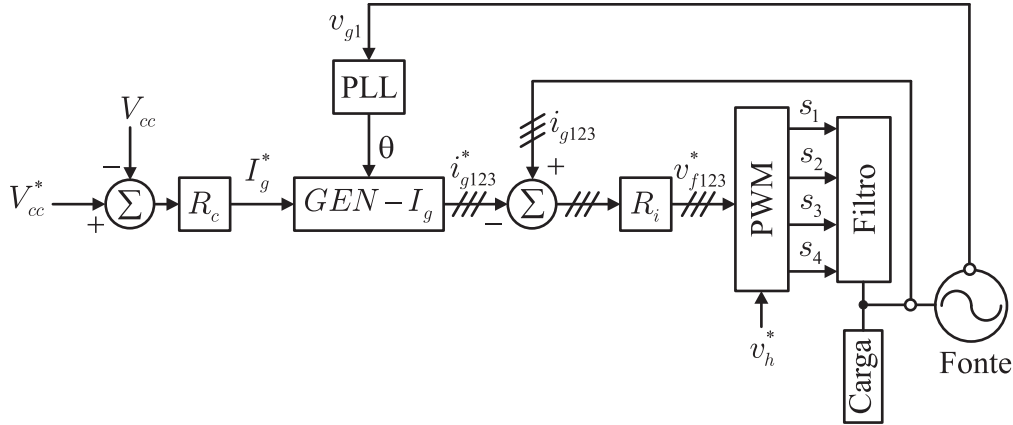 v_{g1}
PLL
θ
V_{cc}
−
V_{cc}^*
+
Σ
R_c
I_g^*
GEN−I_g
i_{g123}^*
−
+
Σ
i_{g123}
R_i
v_{f123}^*
PWM
v_h^*
s_1
s_2
s_3
s_4
Filtro
Carga
Fonte